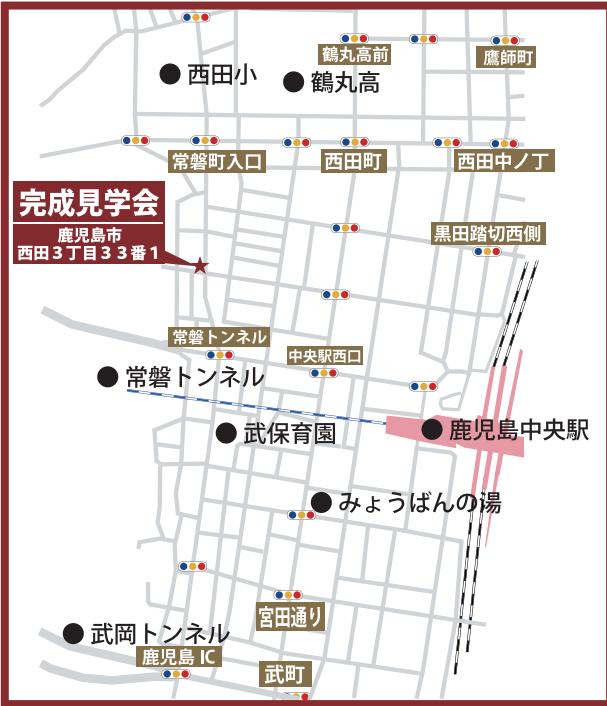 鶴丸高前
鷹師町
西田小
鶴丸高
常磐町入口
西田町
西田中ノ丁
完成見学会
鹿児島市
西田3丁目33番1
黒田踏切西側
常磐トンネル
中央駅西口
常磐トンネル
武保育園
鹿児島中央駅
みょうばんの湯
宮田通り
武岡トンネル
鹿児島 IC
武町